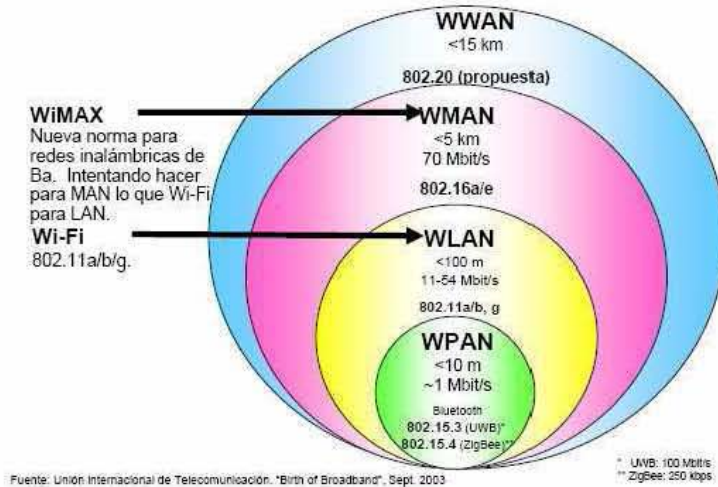 WWAN
<15 km
802.20 (propuesta)
WiMAX
Nueva norma para
redes inalámbricas de
Ba. Intentando hacer
para MAN lo que Wi-Fi
para LAN.
Wi-Fi
802.11a/b/g.
WMAN
<5 km
70 Mbit/s
802.16a/e
WLAN
<100 m
11-54 Mbit/s
802.11a/b, g
WPAN
<10 m
~1 Mbit/s
Bluetooth
802.15.3 (UWB)*
802.15.4 (ZigBee)**
* UWB: 100 Mbit/s
** ZigBee: 250 kbps
Fuente: Unión Internacional de Telecomunicación. "Birth of Broadband", Sept. 2003